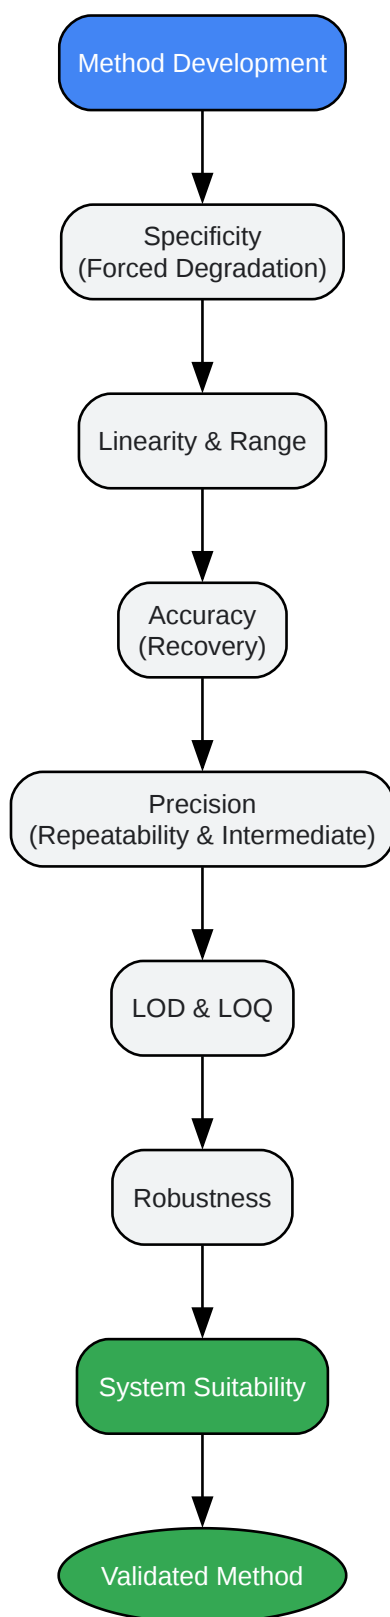 Method Development
Specificity
(Forced Degradation)
Linearity & Range
Accuracy
(Recovery)
Precision
(Repeatability & Intermediate)
LOD & LOQ
Robustness
System Suitability
Validated Method